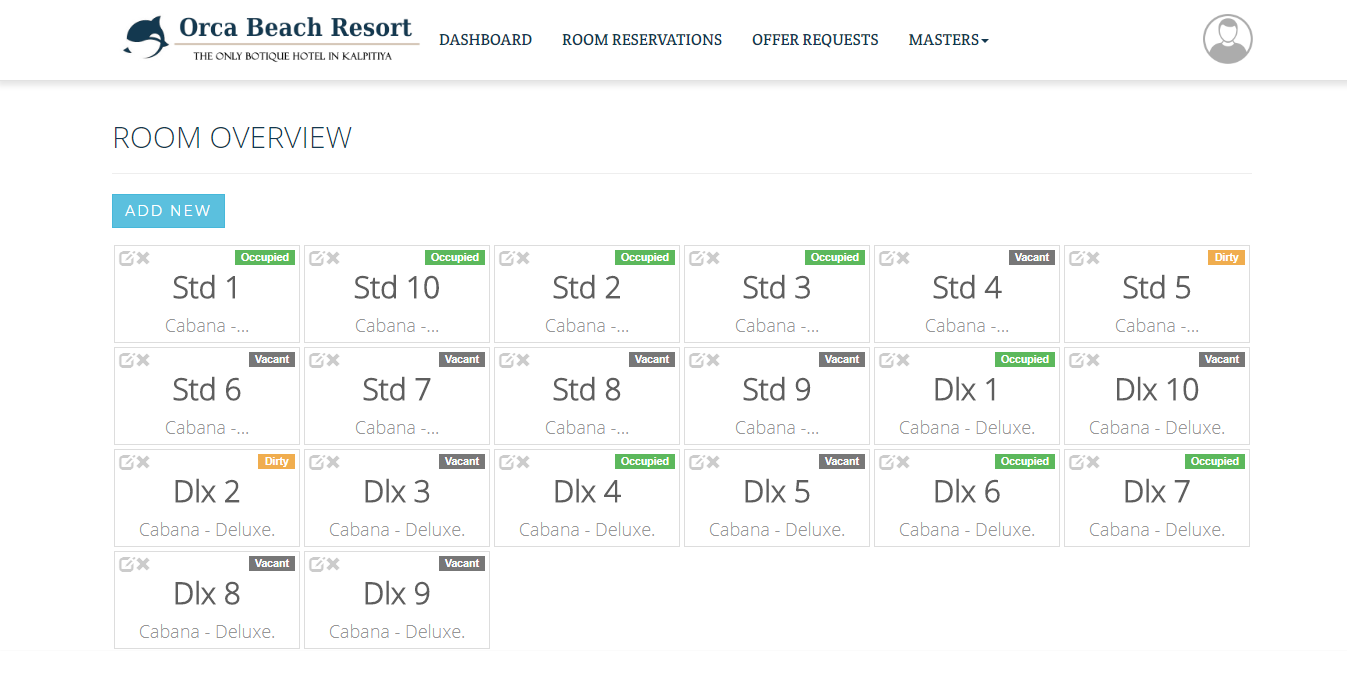 Orca Beach Resort
THE ONLY BOTIQUE HOTEL IN KALPITIYA
DASHBOARD ROOM RESERVATIONS OFFER REQUESTS MASTERS
ROOM OVERVIEW
ADD NEW
Occupied Occupied Occupied Occupied Vacant Dirty
Std 1 Std 10 Std 2 Std 3 Std 4 Std 5
Cabana -... Cabana -... Cabana -... Cabana -... Cabana -... Cabana -...
Vacant Vacant Vacant Vacant Occupied Vacant
Std 6 Std 7 Std 8 Std 9 Dlx 1 Dlx 10
Cabana -... Cabana -... Cabana -... Cabana -... Cabana - Deluxe. Cabana - Deluxe.
Dirty Vacant Occupied Vacant Occupied Occupied
Dlx 2 Dlx 3 Dlx 4 Dlx 5 Dlx 6 Dlx 7
Cabana - Deluxe. Cabana - Deluxe. Cabana - Deluxe. Cabana - Deluxe. Cabana - Deluxe. Cabana - Deluxe.
Vacant Vacant
Dlx 8 Dlx 9
Cabana - Deluxe. Cabana - Deluxe.